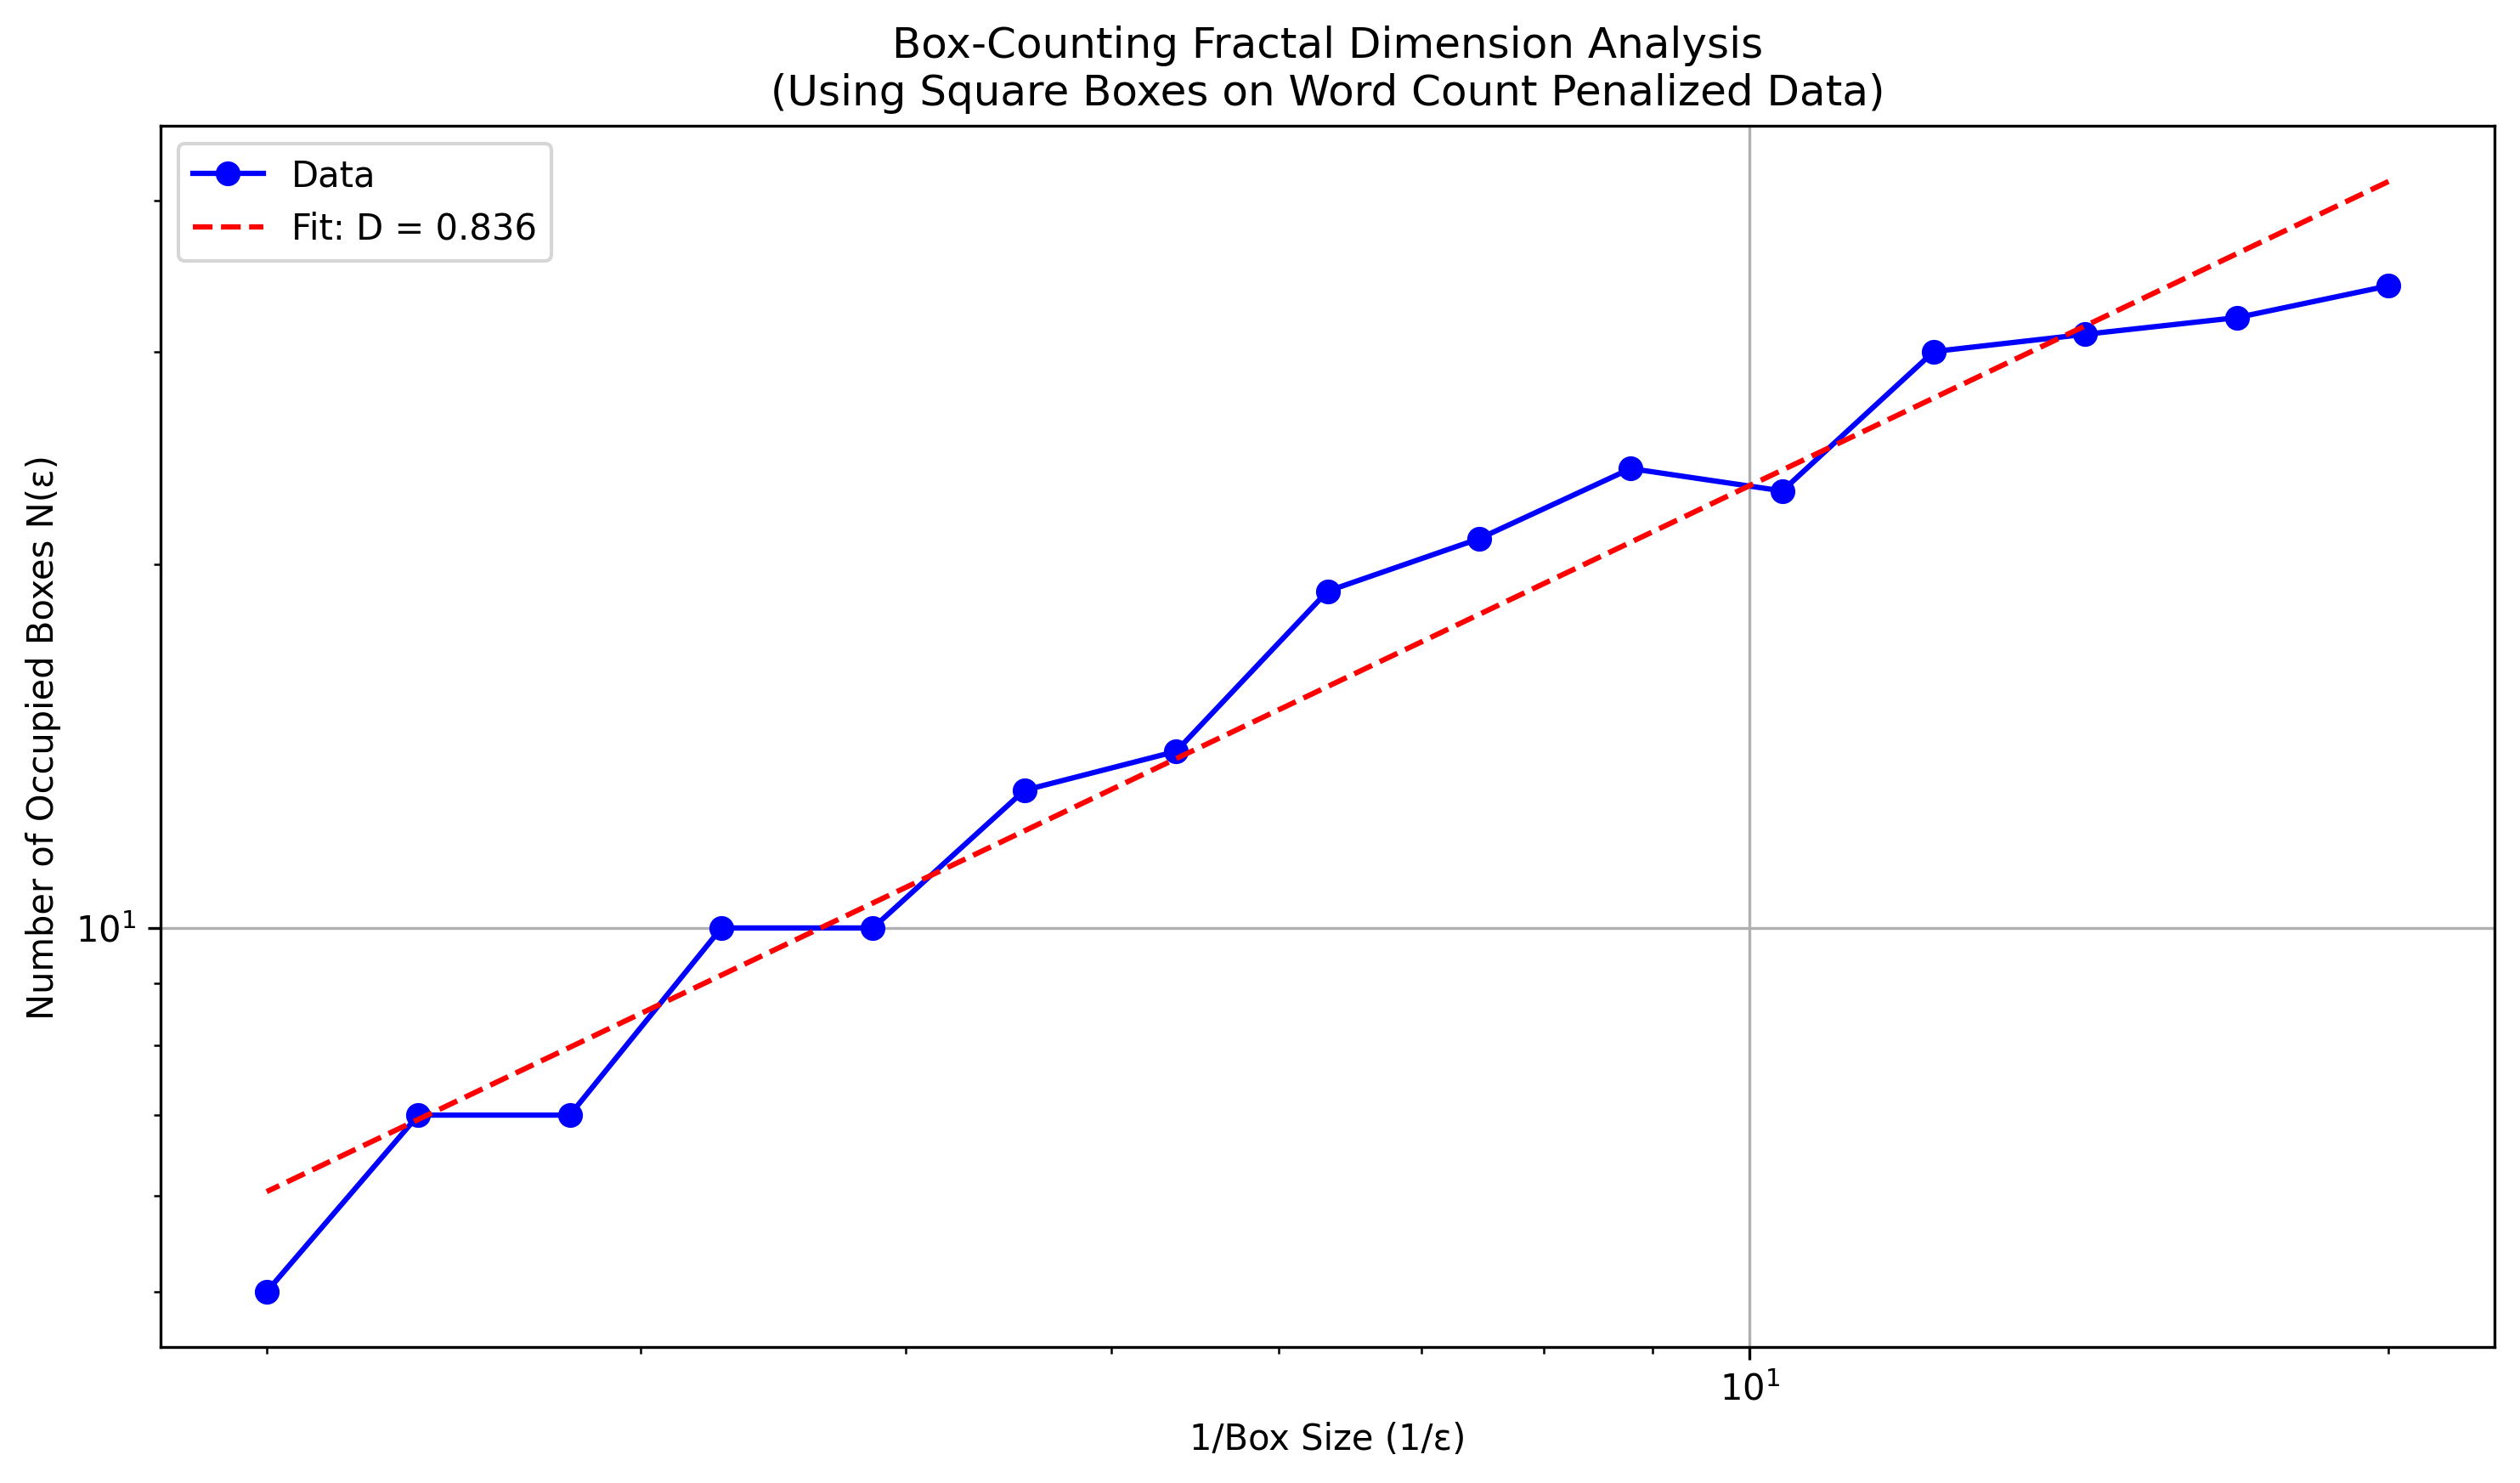 Box-Counting Fractal Dimension Analysis
(Using Square Boxes on Word Count Penalized Data)
Data
Fit: D = 0.836
Number of Occupied Boxes N(ε)
10¹
10¹
1/Box Size (1/ε)